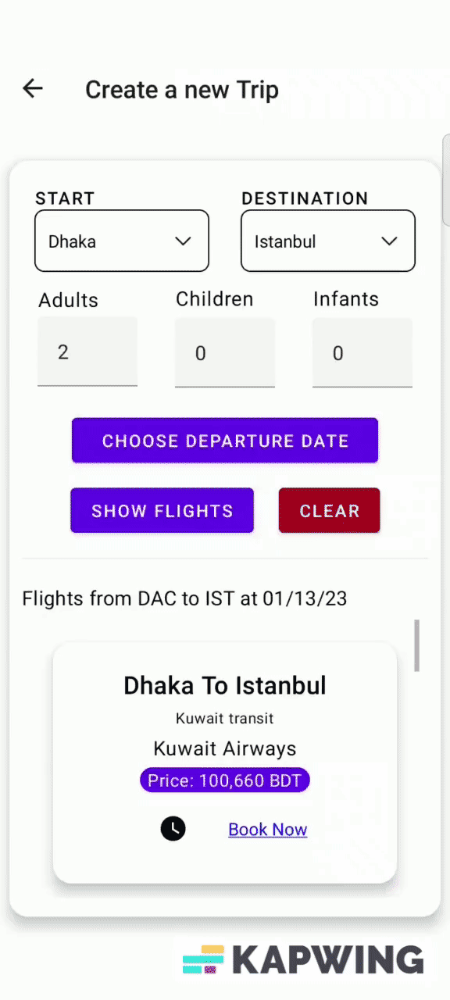 Create a new Trip
START DESTINATION
Dhaka Istanbul
Adults Children Infants
2 0 0
CHOOSE DEPARTURE DATE
SHOW FLIGHTS CLEAR
Flights from DAC to IST at 01/13/23
Dhaka To Istanbul
Kuwait transit
Kuwait Airways
Price: 100,660 BDT
Book Now
KAPWING